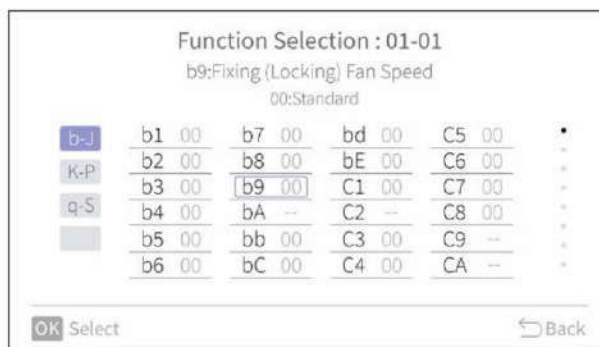 Function Selection : 01-01
b9:Fixing (Locking) Fan Speed
00:Standard
b-J
K-P
q-S
b1 00 b7 00 bd 00 C5 00
b2 00 b8 00 bE 00 C6 00
b3 00 b9 00 C1 00 C7 00
b4 00 bA -- C2 -- C8 00
b5 00 bb 00 C3 00 C9 --
b6 00 bC 00 C4 00 CA --
OK Select
Back